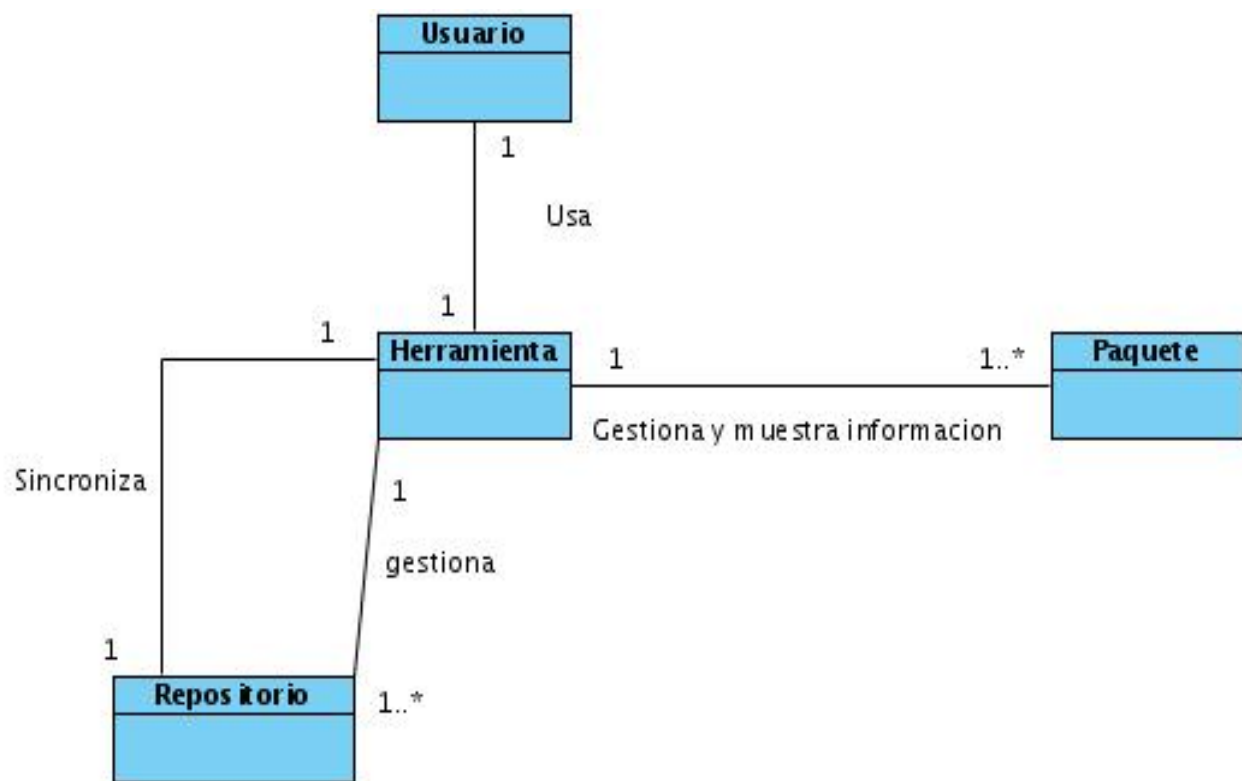 Usuario
1
Usa
1
1
Herramienta
1
1..*
Paquete
Gestiona y muestra informacion
Sincroniza
1
gestiona
1
Repositorio
1..*